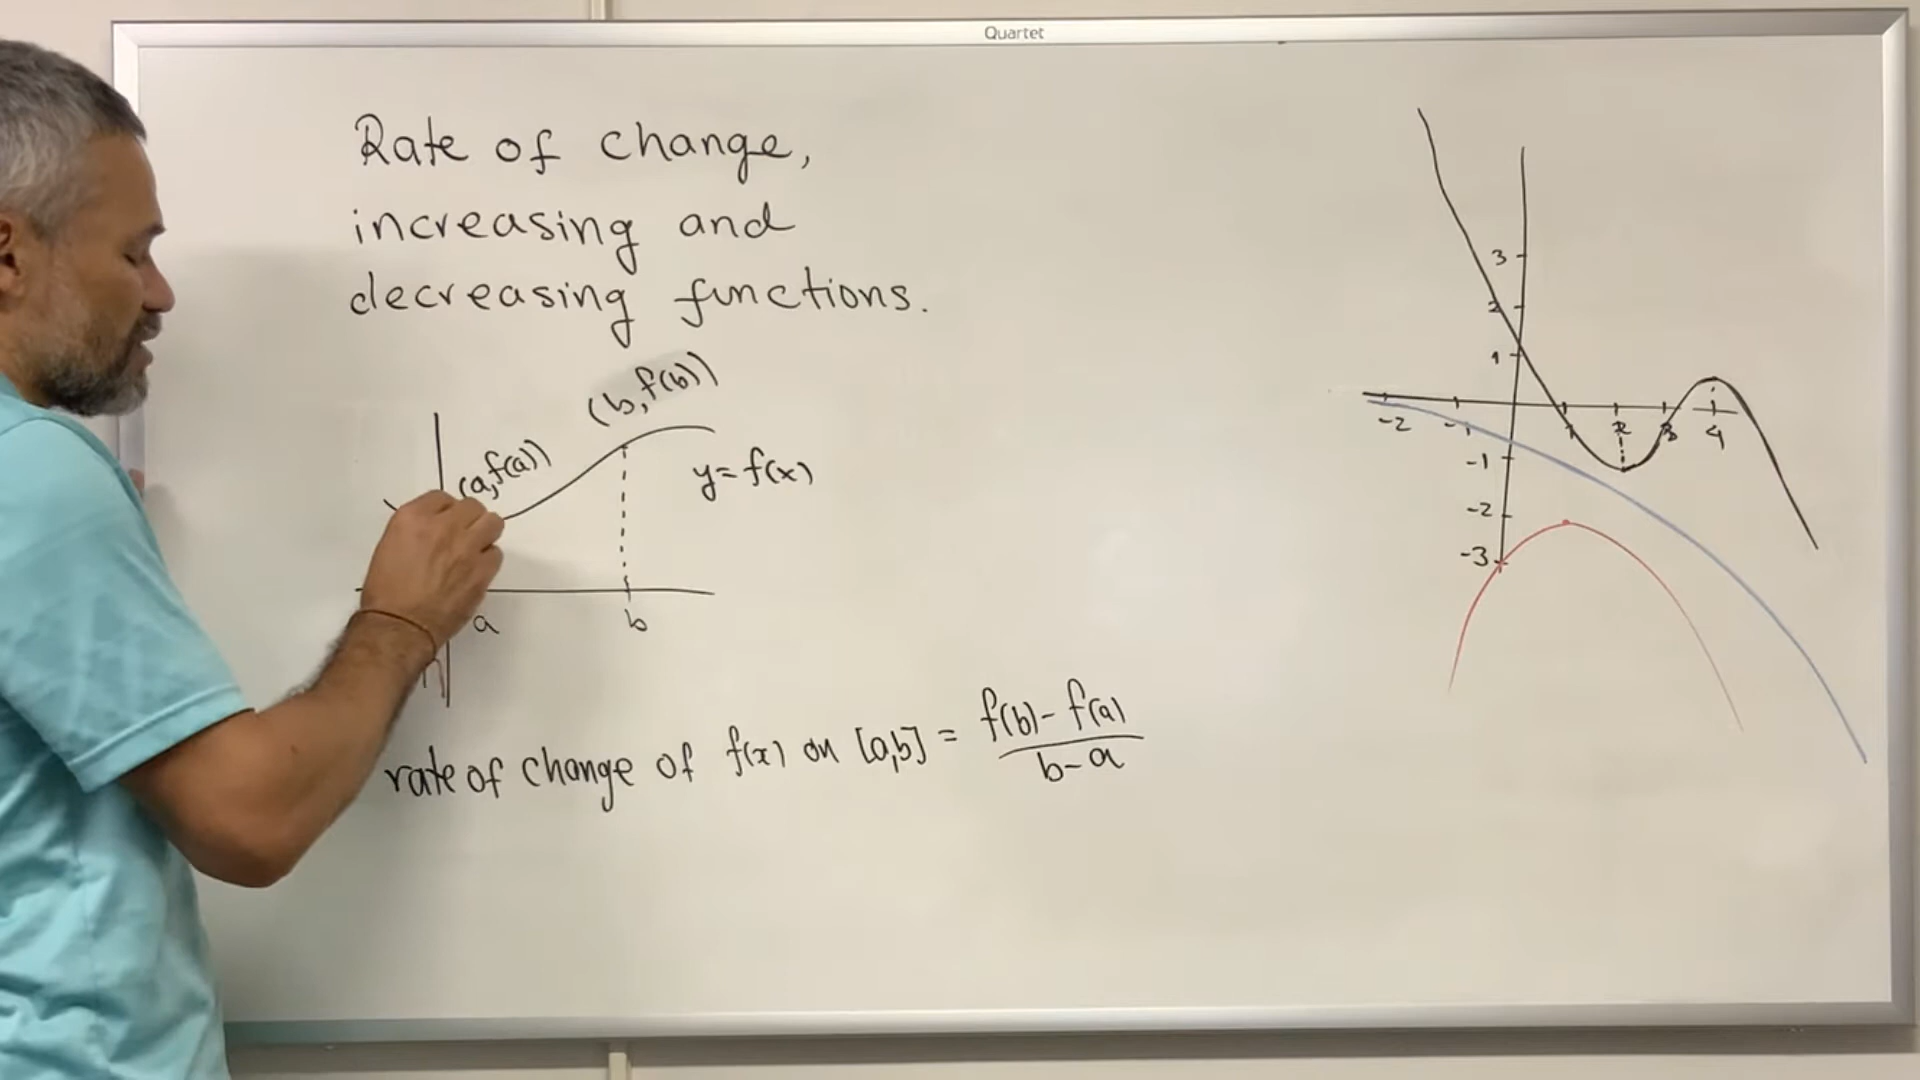 Quartet
Rate of change,
increasing and
decreasing functions.
(b, f(b))
(a, f(a))
y = f(x)
a
b
rate of change of f(x) on [a,b] = f(b) - f(a)
b - a
3
2
1
-2 -1 1 2 3 4
-1
-2
-3